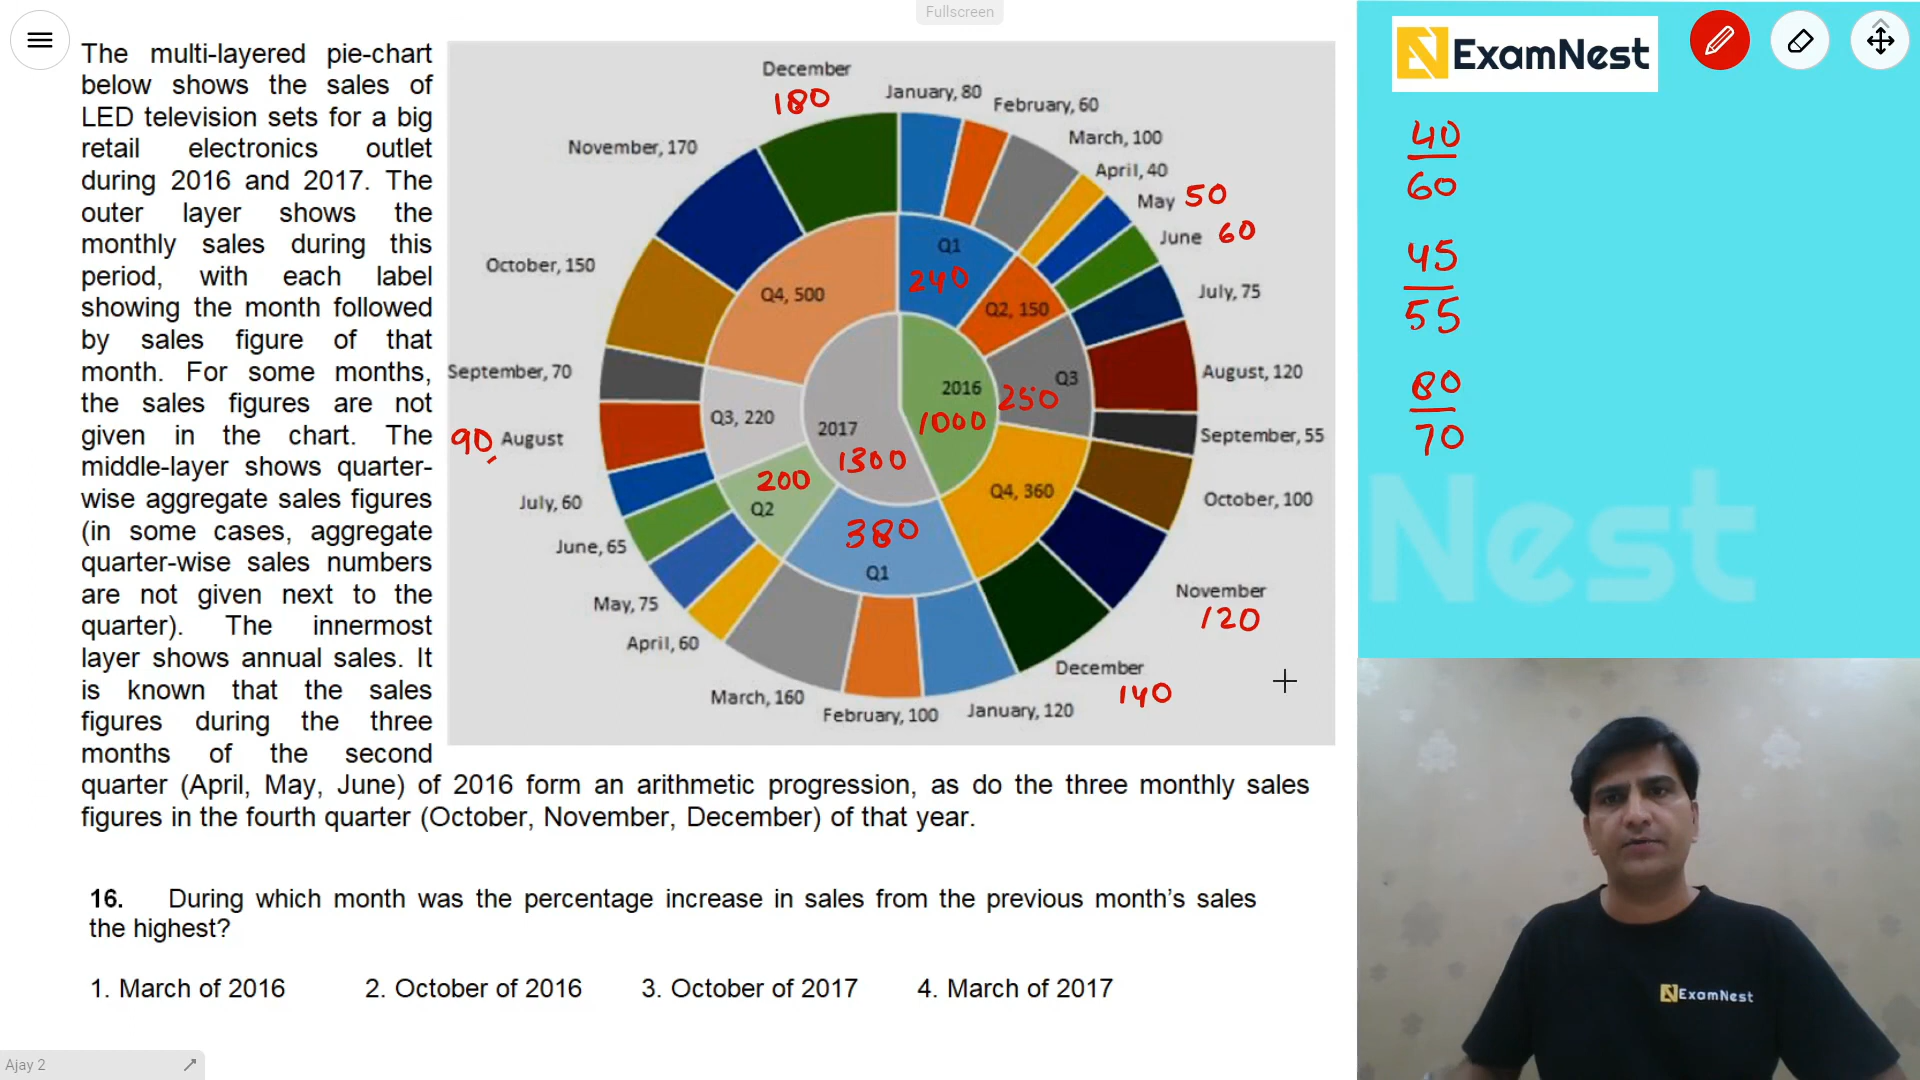 Fullscreen
The multi-layered pie-chart
below shows the sales of
LED television sets for a big
retail electronics outlet
during 2016 and 2017. The
outer layer shows the
monthly sales during this
period, with each label
showing the month followed
by sales figure of that
month. For some months,
the sales figures are not
given in the chart. The
middle-layer shows quarter-
wise aggregate sales figures
(in some cases, aggregate
quarter-wise sales numbers
are not given next to the
quarter). The innermost
layer shows annual sales. It
is known that the sales
figures during the three
months of the second
quarter (April, May, June) of 2016 form an arithmetic progression, as do the three monthly sales
figures in the fourth quarter (October, November, December) of that year.
December
180
January, 80
February, 60
March, 100
April, 40
May 50
June 60
July, 75
August, 120
September, 55
October, 100
November
120
December
140
January, 120
February, 100
March, 160
April, 60
May, 75
June, 65
July, 60
90, August
September, 70
October, 150
November, 170
Q1
240
Q2, 150
Q3
250
Q4, 360
Q1
380
Q2
200
Q3, 220
Q4, 500
2016
1000
2017
1300
16. During which month was the percentage increase in sales from the previous month's sales
the highest?
1. March of 2016 2. October of 2016 3. October of 2017 4. March of 2017
Ajay 2
ExamNest
40
60
45
55
80
70
Nest
ExamNest